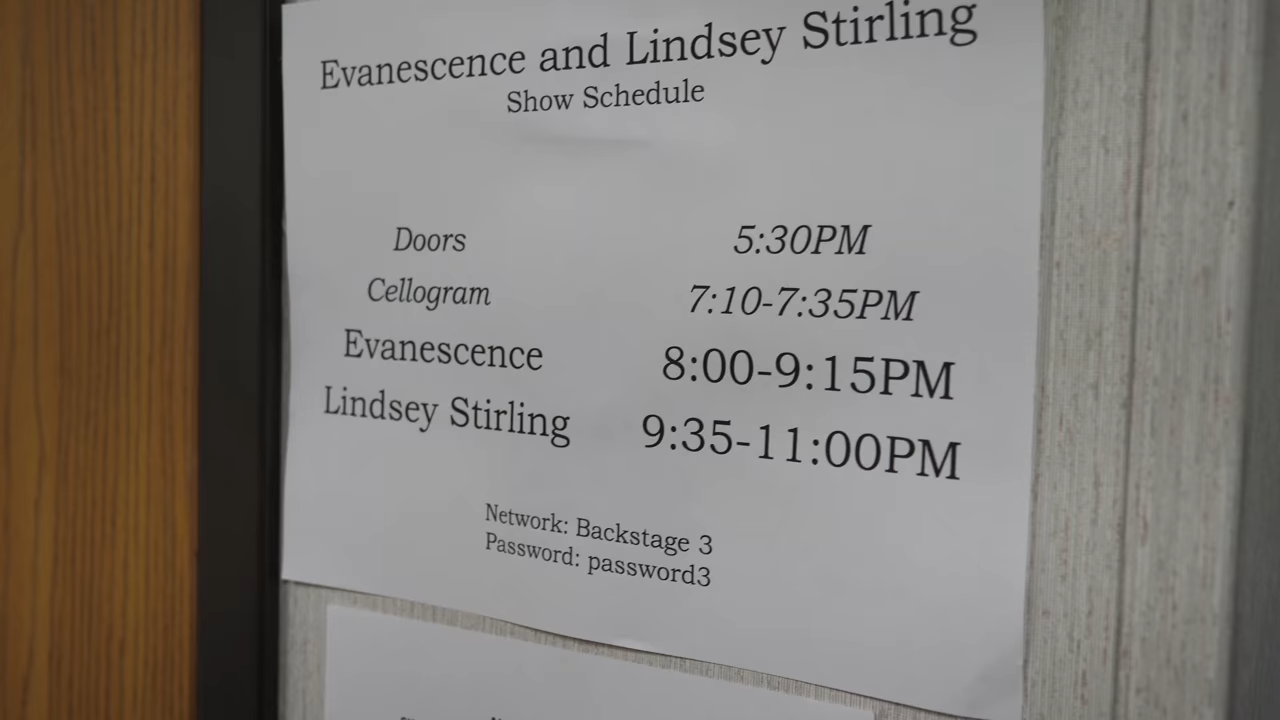 Evanescence and Lindsey Stirling
Show Schedule
Doors 5:30PM
Cellogram 7:10-7:35PM
Evanescence 8:00-9:15PM
Lindsey Stirling 9:35-11:00PM
Network: Backstage 3
Password: password3